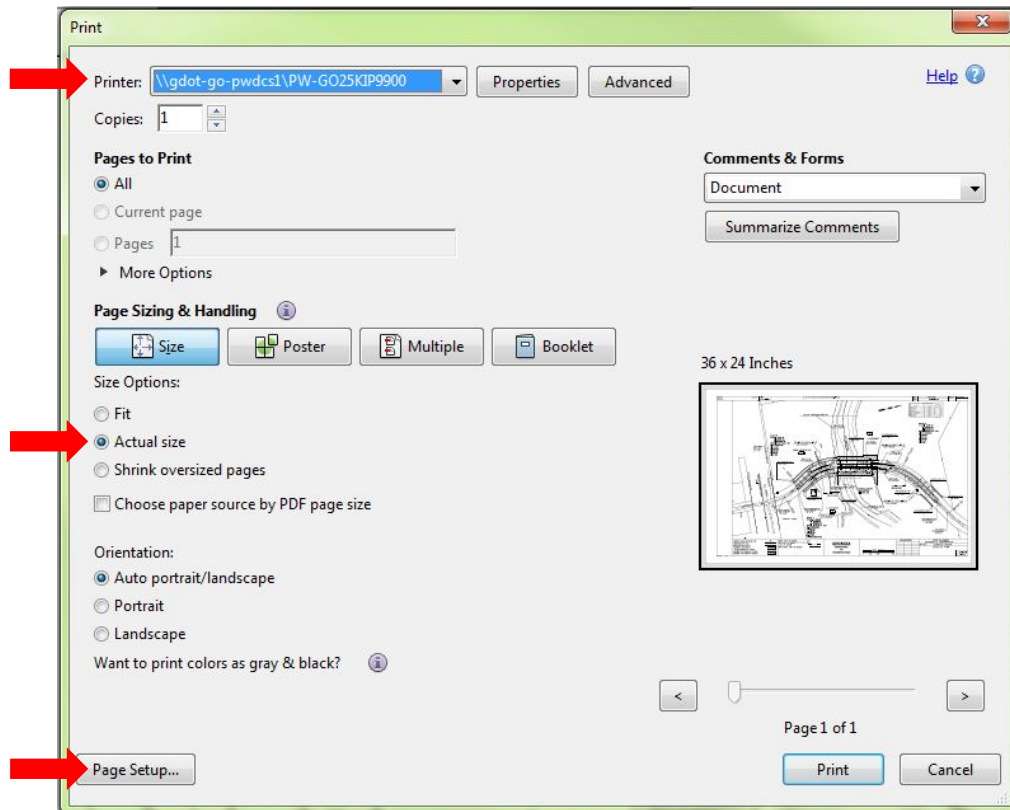 Print
Printer: \\gdot-go-pwdcs1\PW-GO25KIP9900 Properties Advanced Help
Copies: 1
Pages to Print
All
Current page
Pages 1
More Options
Comments & Forms
Document
Summarize Comments
Page Sizing & Handling
Size Poster Multiple Booklet
Size Options:
Fit
Actual size
Shrink oversized pages
Choose paper source by PDF page size
Orientation:
Auto portrait/landscape
Portrait
Landscape
Want to print colors as gray & black?
36 x 24 Inches
< >
Page 1 of 1
Page Setup... Print Cancel